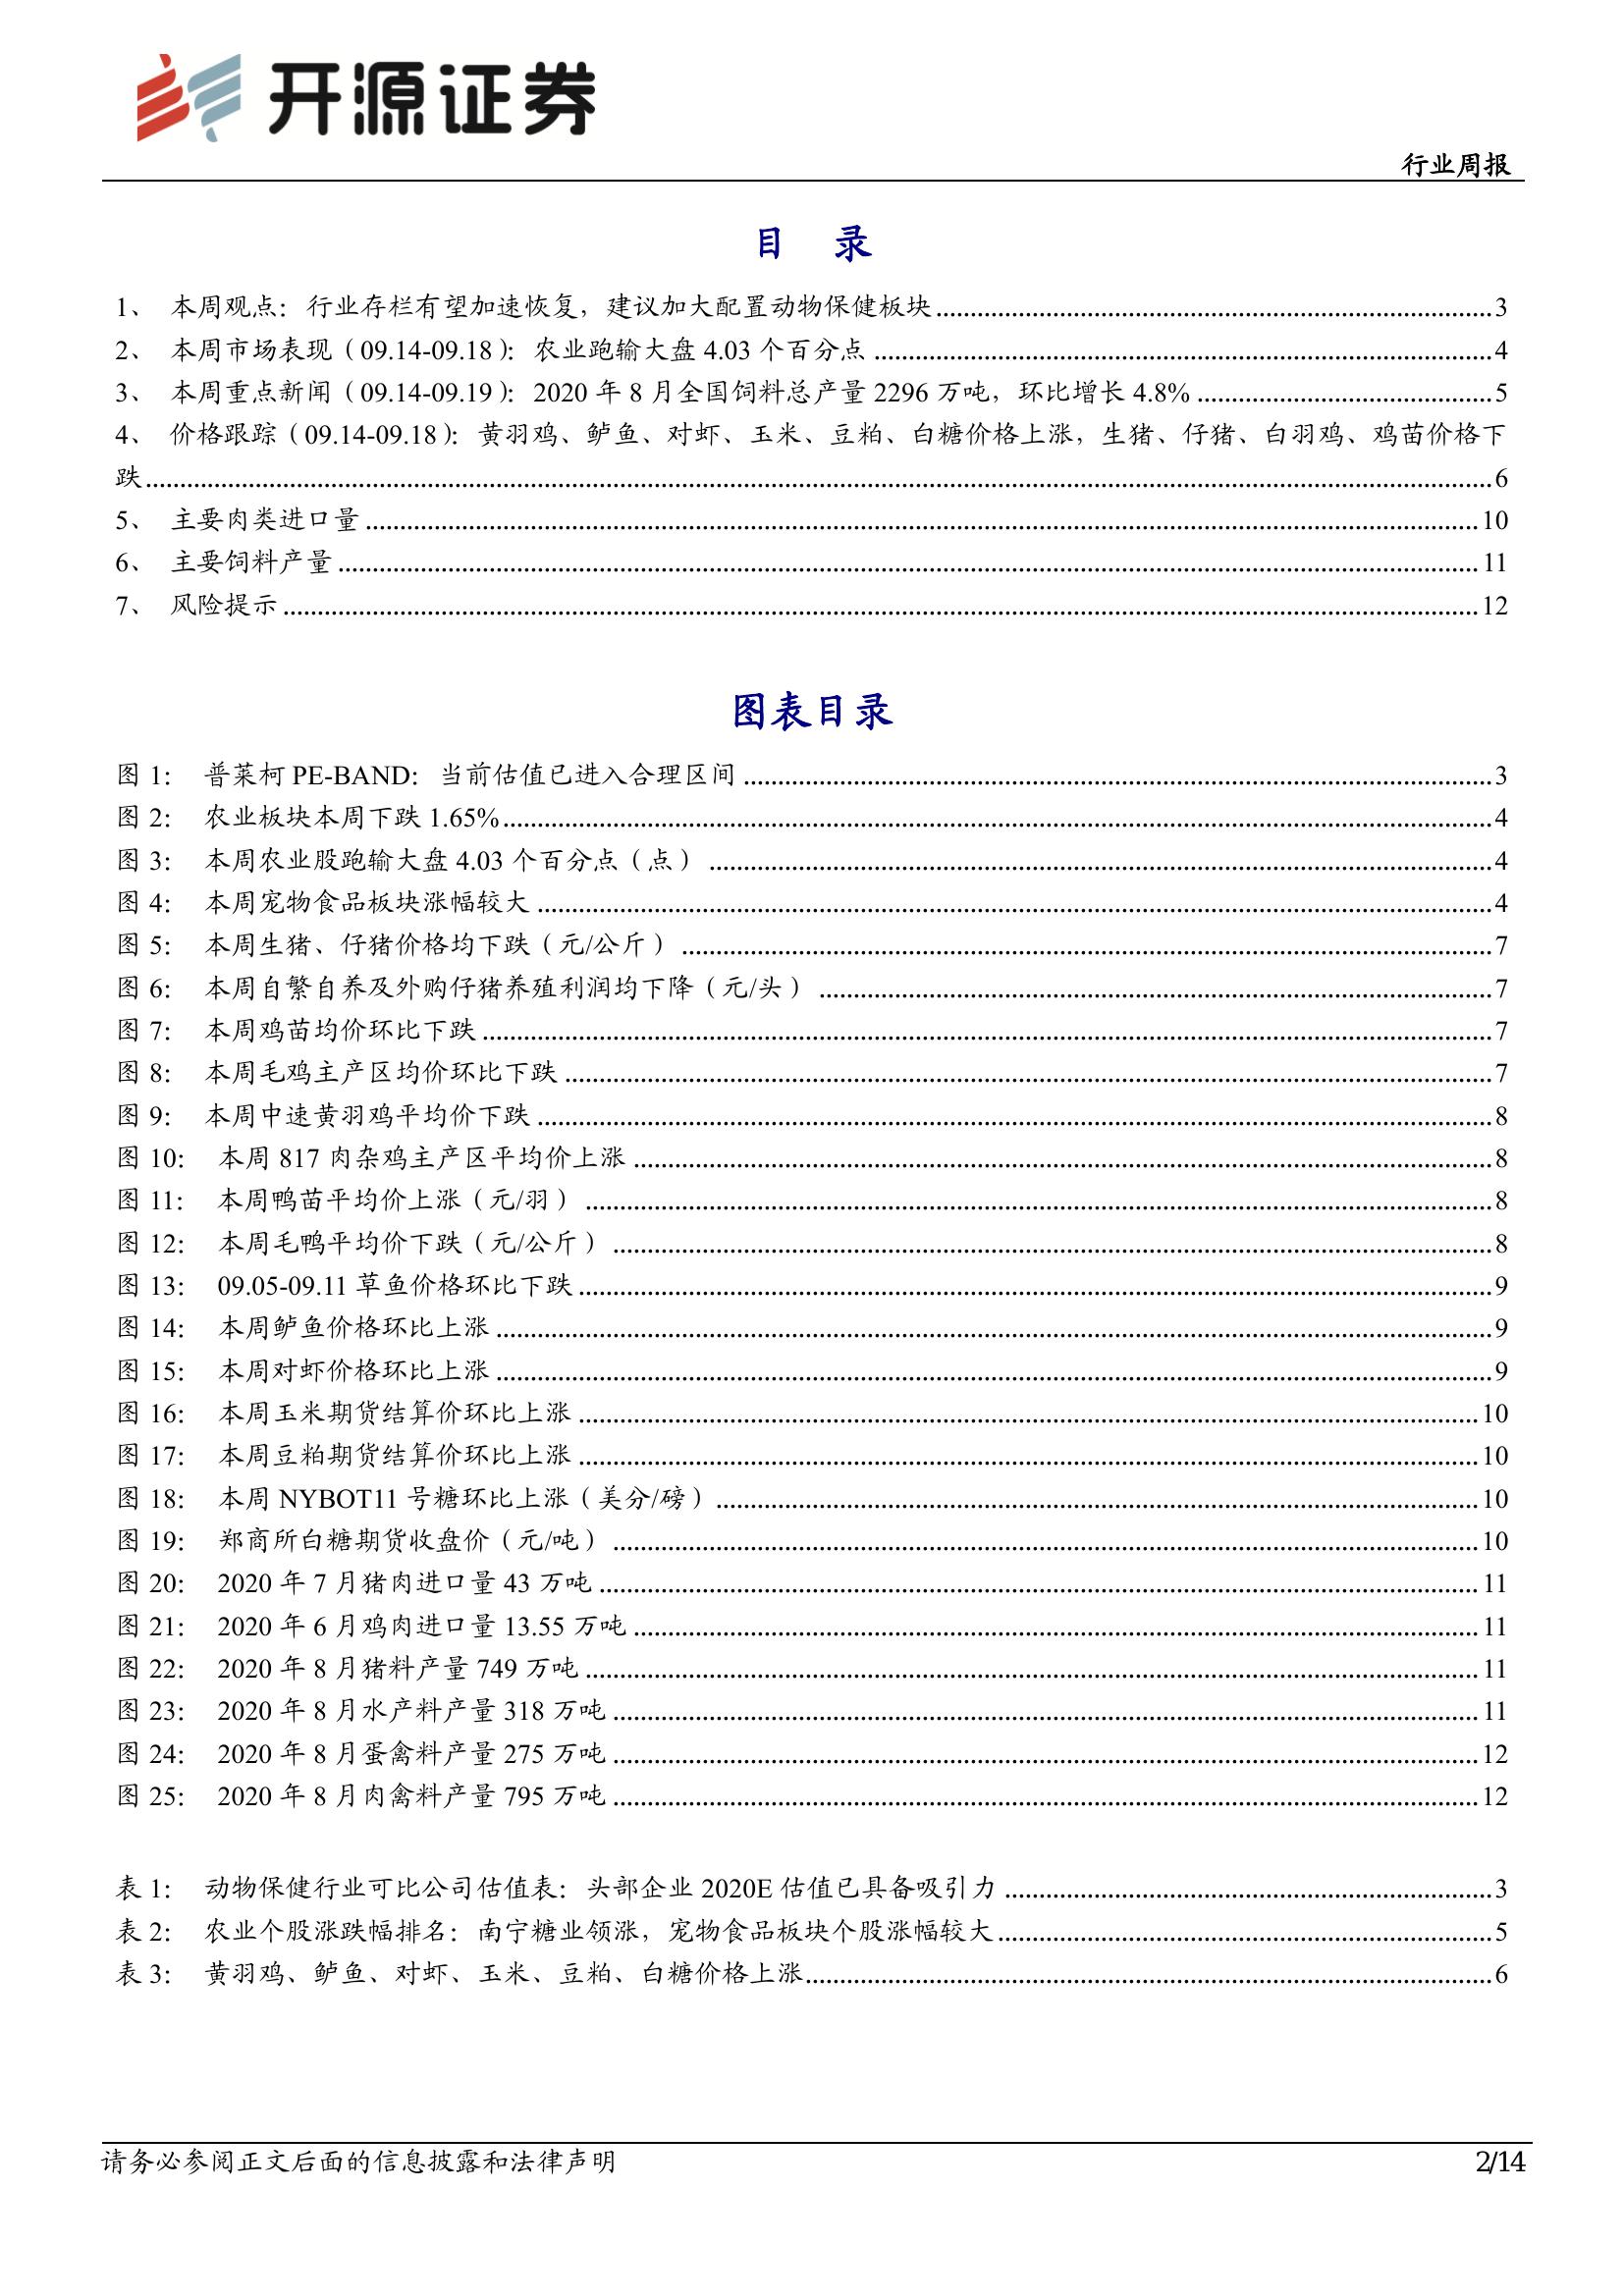 开源证券
行业周报
目 录
1、 本周观点：行业存栏有望加速恢复，建议加大配置动物保健板块 3
2、 本周市场表现（09.14-09.18）：农业跑输大盘 4.03 个百分点 4
3、 本周重点新闻（09.14-09.19）：2020 年 8 月全国饲料总产量 2296 万吨，环比增长 4.8% 5
4、 价格跟踪（09.14-09.18）：黄羽鸡、鲈鱼、对虾、玉米、豆粕、白糖价格上涨，生猪、仔猪、白羽鸡、鸡苗价格下
跌 6
5、 主要肉类进口量 10
6、 主要饲料产量 11
7、 风险提示 12
图表目录
图 1： 普莱柯 PE-BAND：当前估值已进入合理区间 3
图 2： 农业板块本周下跌 1.65% 4
图 3： 本周农业股跑输大盘 4.03 个百分点（点） 4
图 4： 本周宠物食品板块涨幅较大 4
图 5： 本周生猪、仔猪价格均下跌（元/公斤） 7
图 6： 本周自繁自养及外购仔猪养殖利润均下降（元/头） 7
图 7： 本周鸡苗均价环比下跌 7
图 8： 本周毛鸡主产区均价环比下跌 7
图 9： 本周中速黄羽鸡平均价下跌 8
图 10： 本周 817 肉杂鸡主产区平均价上涨 8
图 11： 本周鸭苗平均价上涨（元/羽） 8
图 12： 本周毛鸭平均价下跌（元/公斤） 8
图 13： 09.05-09.11 草鱼价格环比下跌 9
图 14： 本周鲈鱼价格环比上涨 9
图 15： 本周对虾价格环比上涨 9
图 16： 本周玉米期货结算价环比上涨 10
图 17： 本周豆粕期货结算价环比上涨 10
图 18： 本周 NYBOT11 号糖环比上涨（美分/磅） 10
图 19： 郑商所白糖期货收盘价（元/吨） 10
图 20： 2020 年 7 月猪肉进口量 43 万吨 11
图 21： 2020 年 6 月鸡肉进口量 13.55 万吨 11
图 22： 2020 年 8 月猪料产量 749 万吨 11
图 23： 2020 年 8 月水产料产量 318 万吨 11
图 24： 2020 年 8 月蛋禽料产量 275 万吨 12
图 25： 2020 年 8 月肉禽料产量 795 万吨 12
表 1： 动物保健行业可比公司估值表：头部企业 2020E 估值已具备吸引力 3
表 2： 农业个股涨跌幅排名：南宁糖业领涨，宠物食品板块个股涨幅较大 5
表 3： 黄羽鸡、鲈鱼、对虾、玉米、豆粕、白糖价格上涨 6
请务必参阅正文后面的信息披露和法律声明
2/14